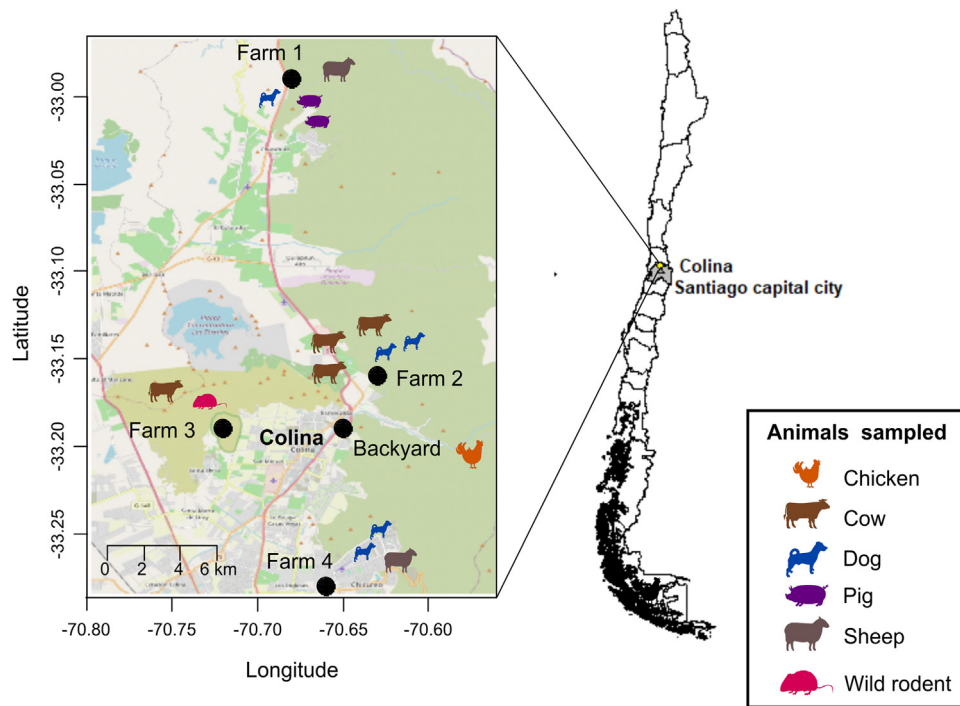 Farm 1
Farm 2
Farm 3
Colina
Backyard
Farm 4
0 2 4 6 km
Latitude
-33.00
-33.05
-33.10
-33.15
-33.20
-33.25
-70.80 -70.75 -70.70 -70.65 -70.60
Longitude
Colina
Santiago capital city
Animals sampled
Chicken
Cow
Dog
Pig
Sheep
Wild rodent